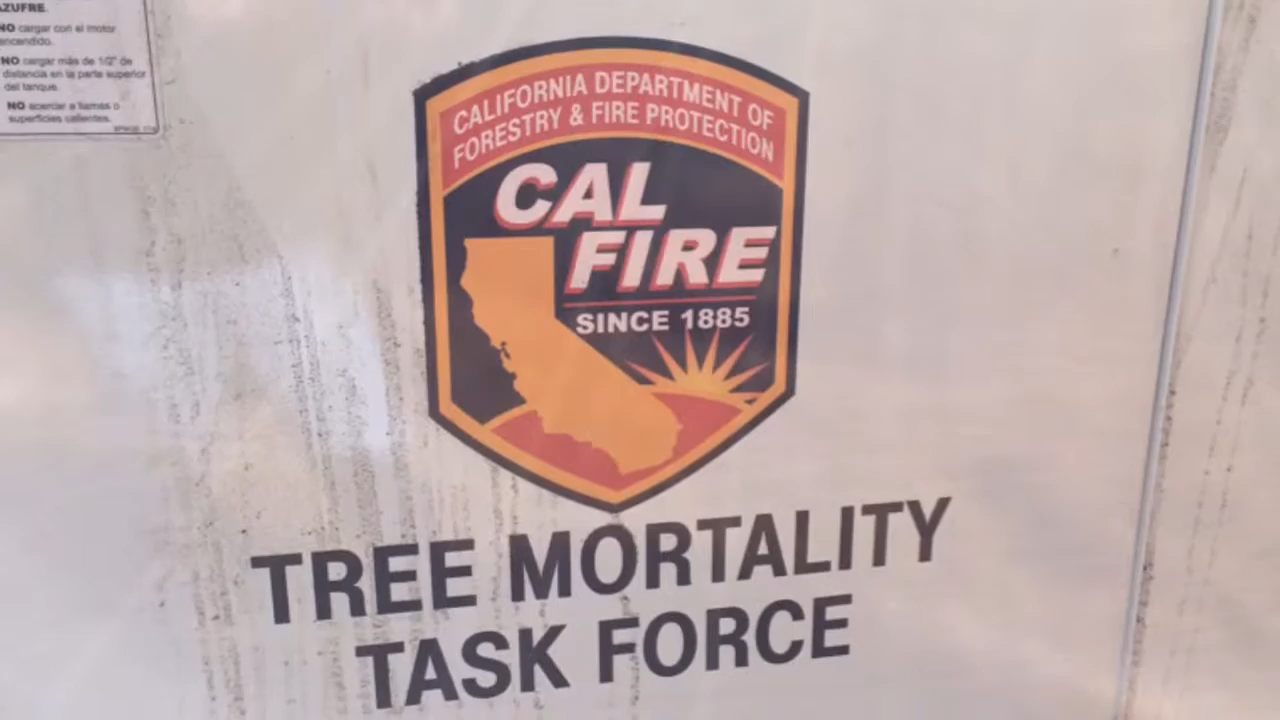 AZUFRE.
NO cargar con el motor
encendido.
NO cargar más de 1/2" de
distancia en la parte superior
del tanque.
NO acercar a llamas o
superficies calientes.
CALIFORNIA DEPARTMENT OF
FORESTRY & FIRE PROTECTION
CAL
FIRE
SINCE 1885
TREE MORTALITY
TASK FORCE